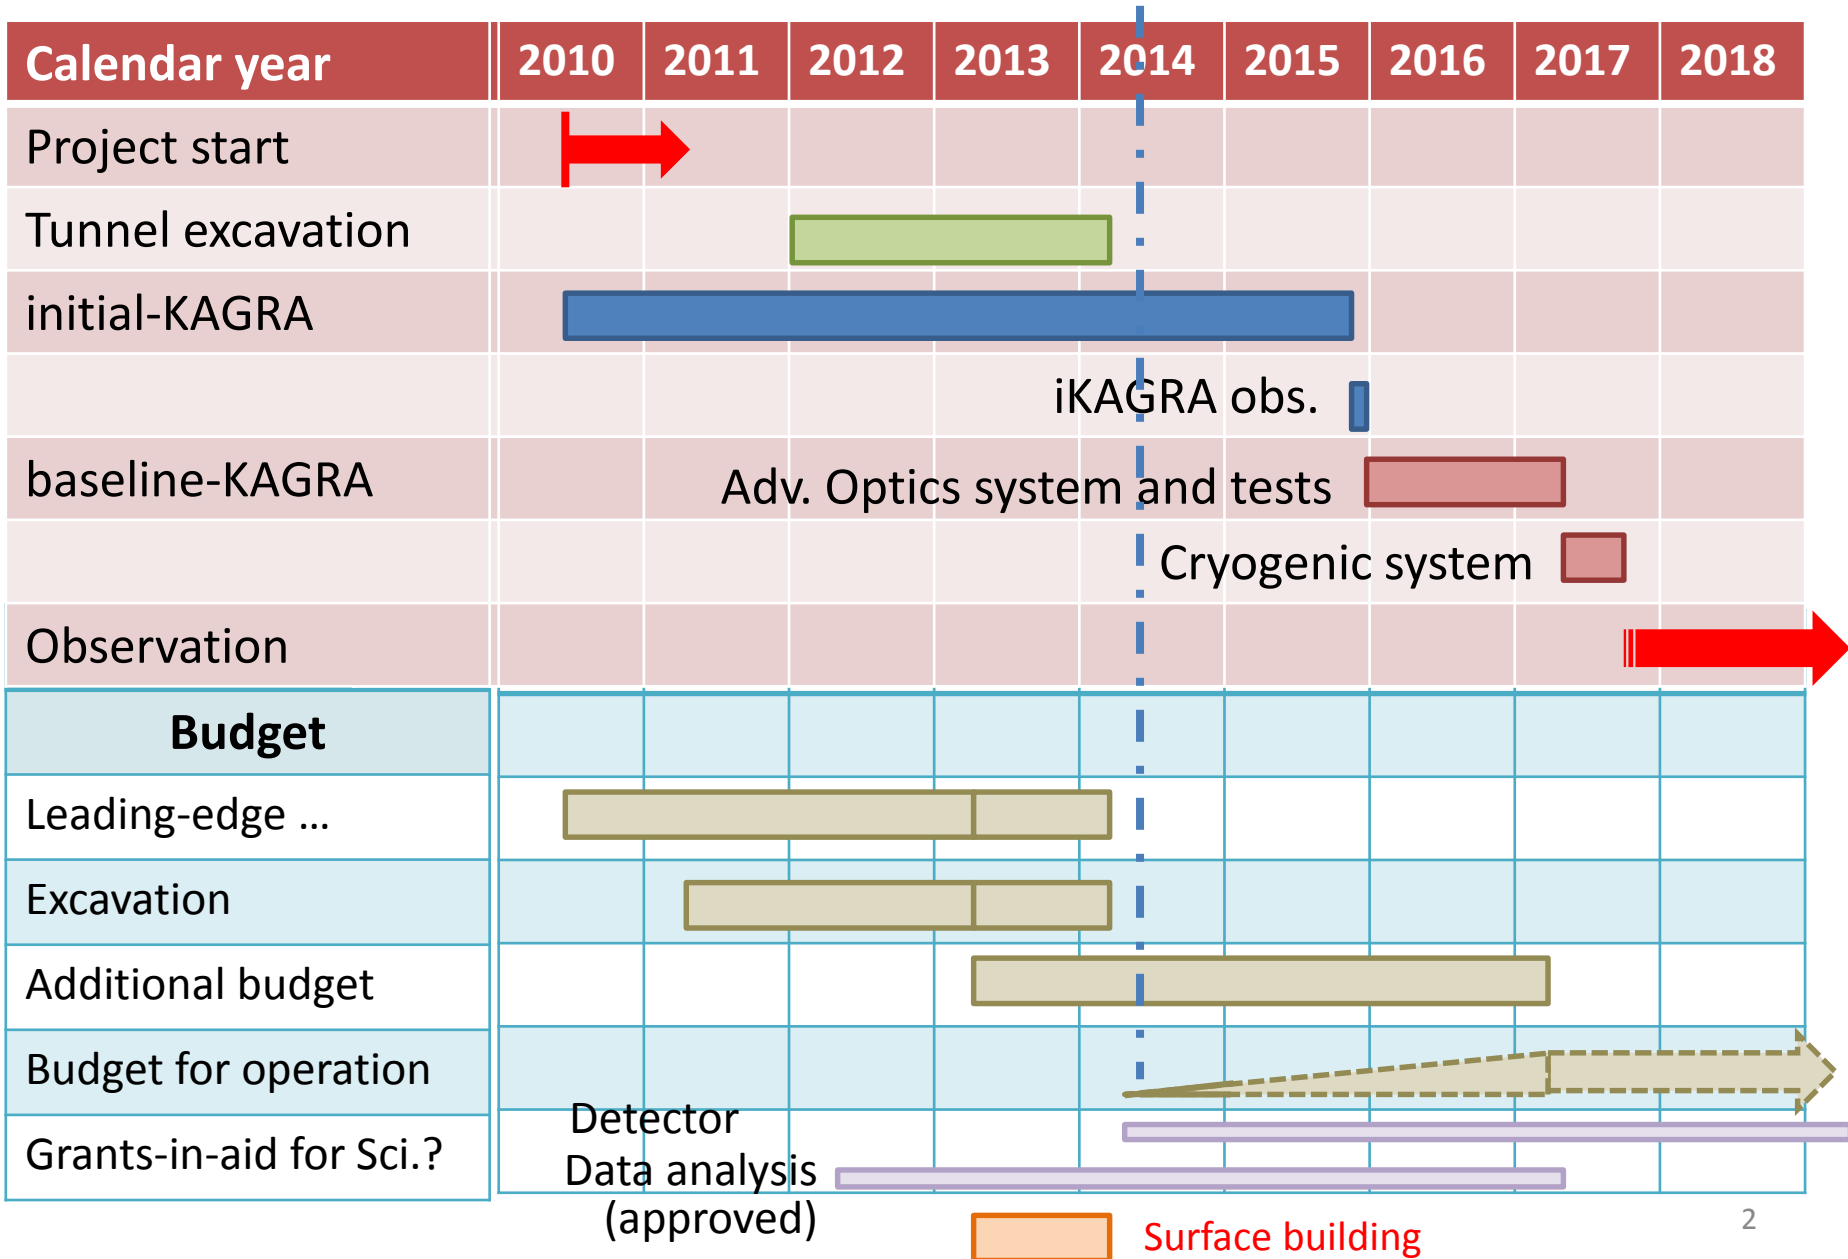 Calendar year 2010 2011 2012 2013 2014 2015 2016 2017 2018
Project start
Tunnel excavation
initial-KAGRA
iKAGRA obs.
baseline-KAGRA Adv. Optics system and tests
Cryogenic system
Observation
Budget
Leading-edge ...
Excavation
Additional budget
Budget for operation
Detector
Grants-in-aid for Sci.? Data analysis
(approved)
Surface building
2